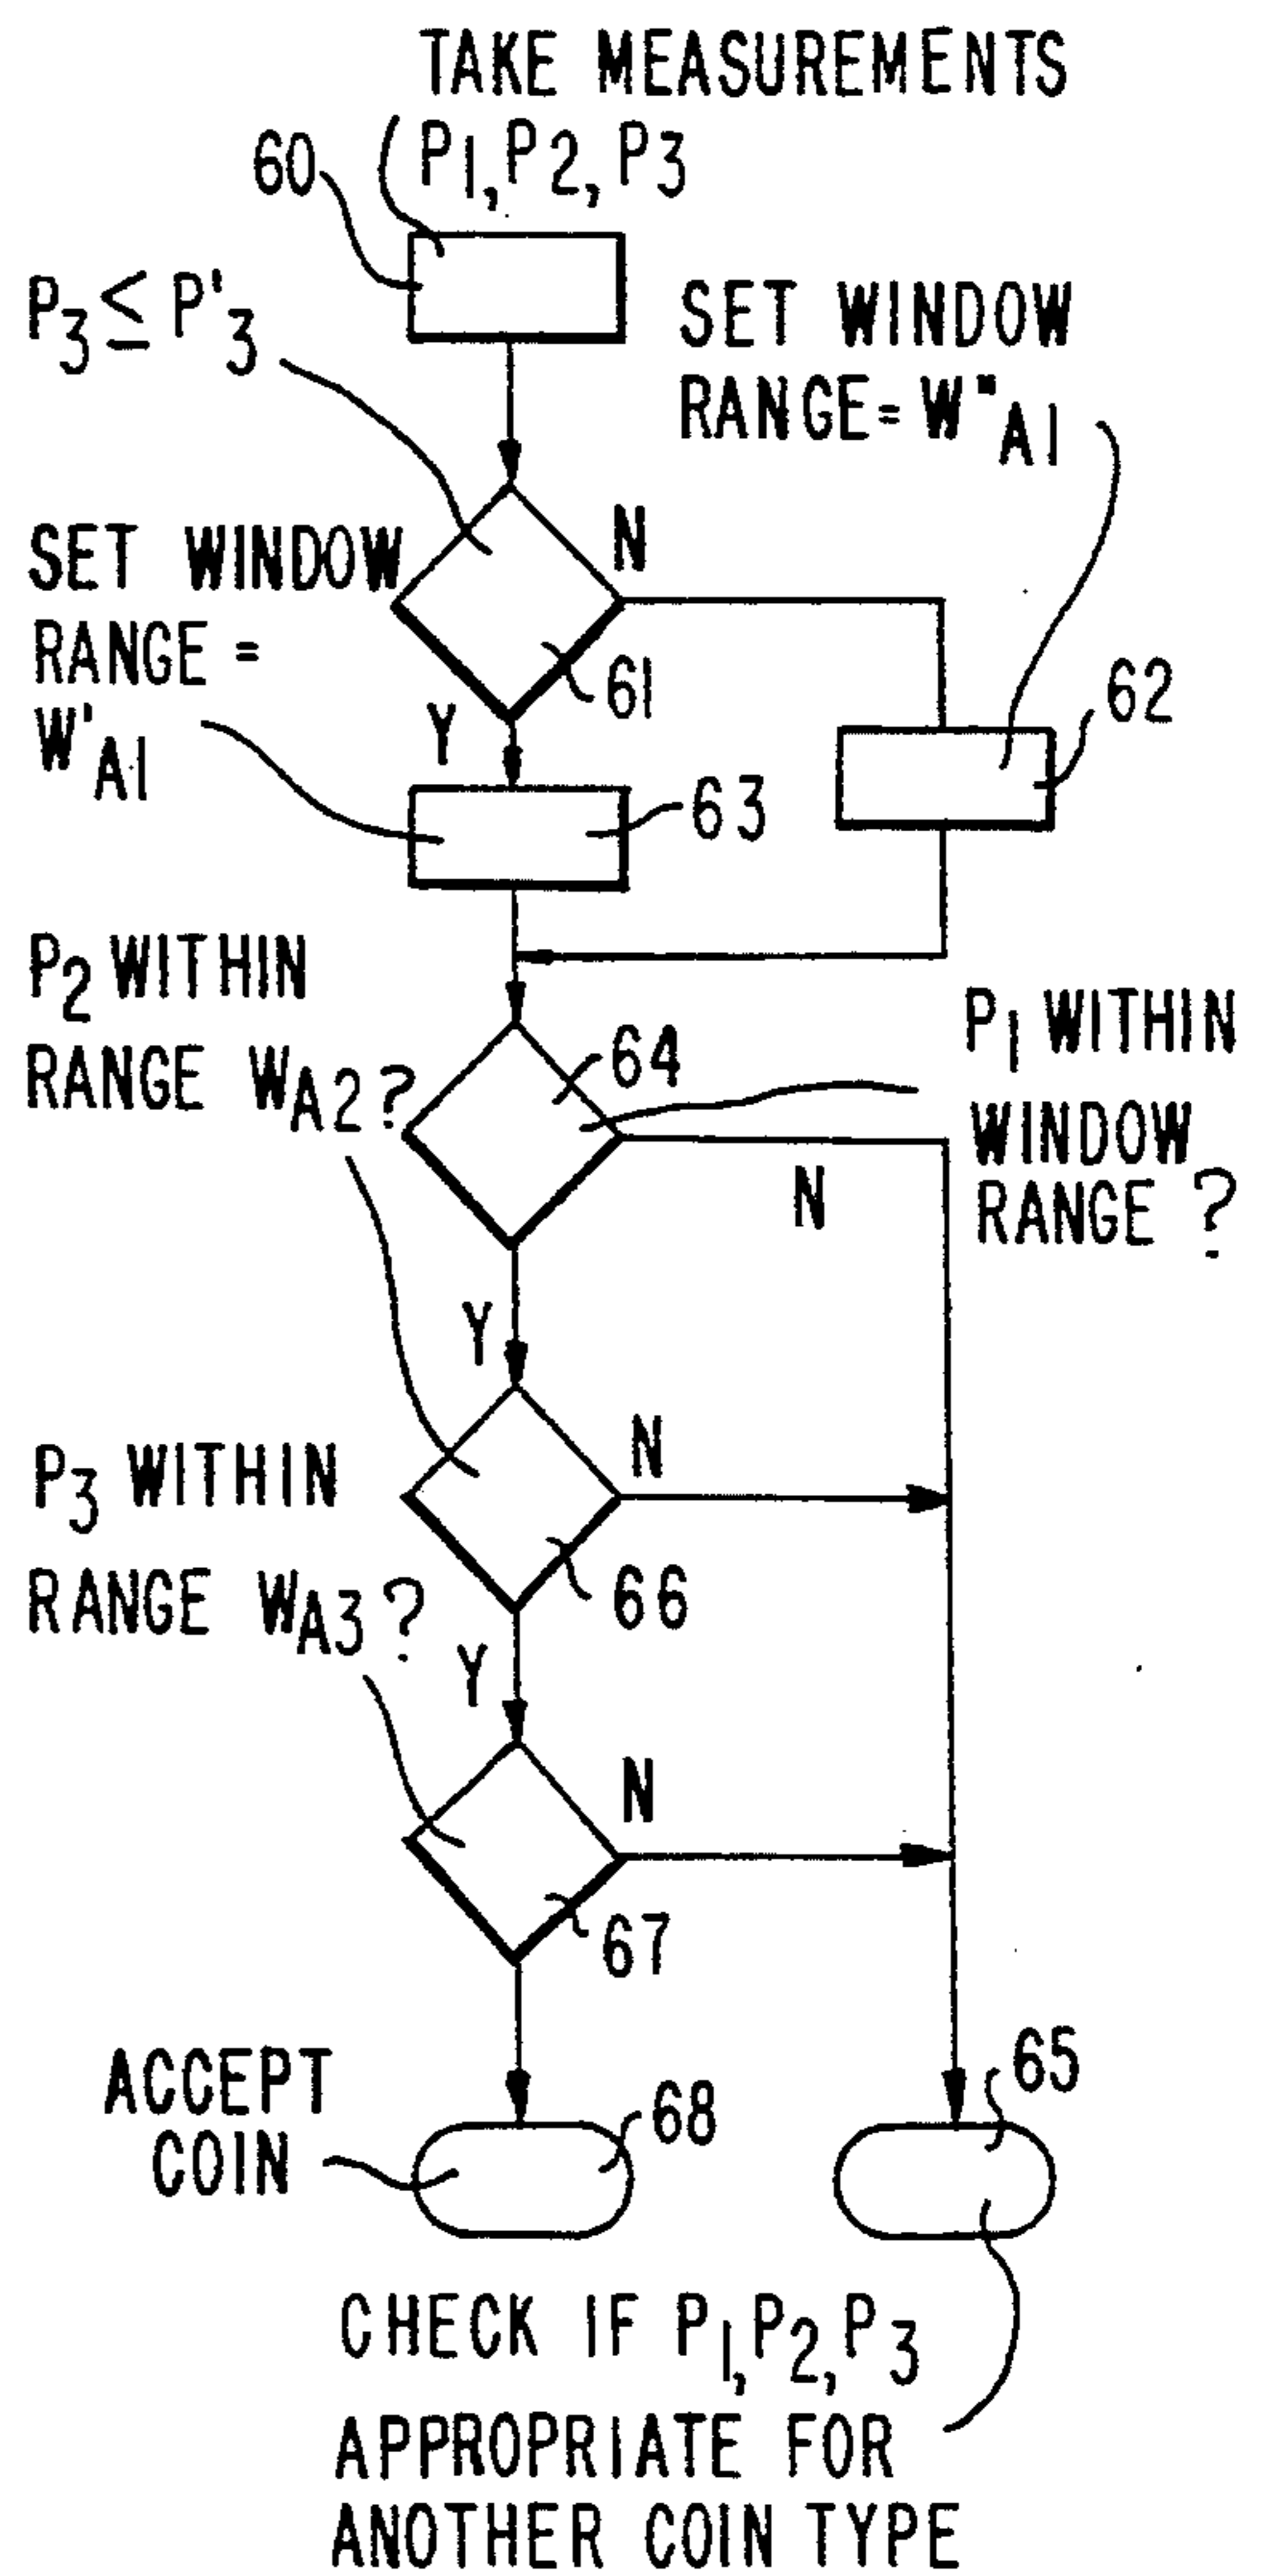 TAKE MEASUREMENTS
P1, P2, P3
60
P3 ≤ P'3
SET WINDOW
RANGE = W"A1
N
SET WINDOW
RANGE =
W'A1
61
Y
62
63
P2 WITHIN
RANGE WA2?
64
P1 WITHIN
WINDOW
RANGE ?
N
Y
N
P3 WITHIN
RANGE WA3?
66
Y
N
67
ACCEPT
COIN
68
65
CHECK IF P1, P2, P3
APPROPRIATE FOR
ANOTHER COIN TYPE